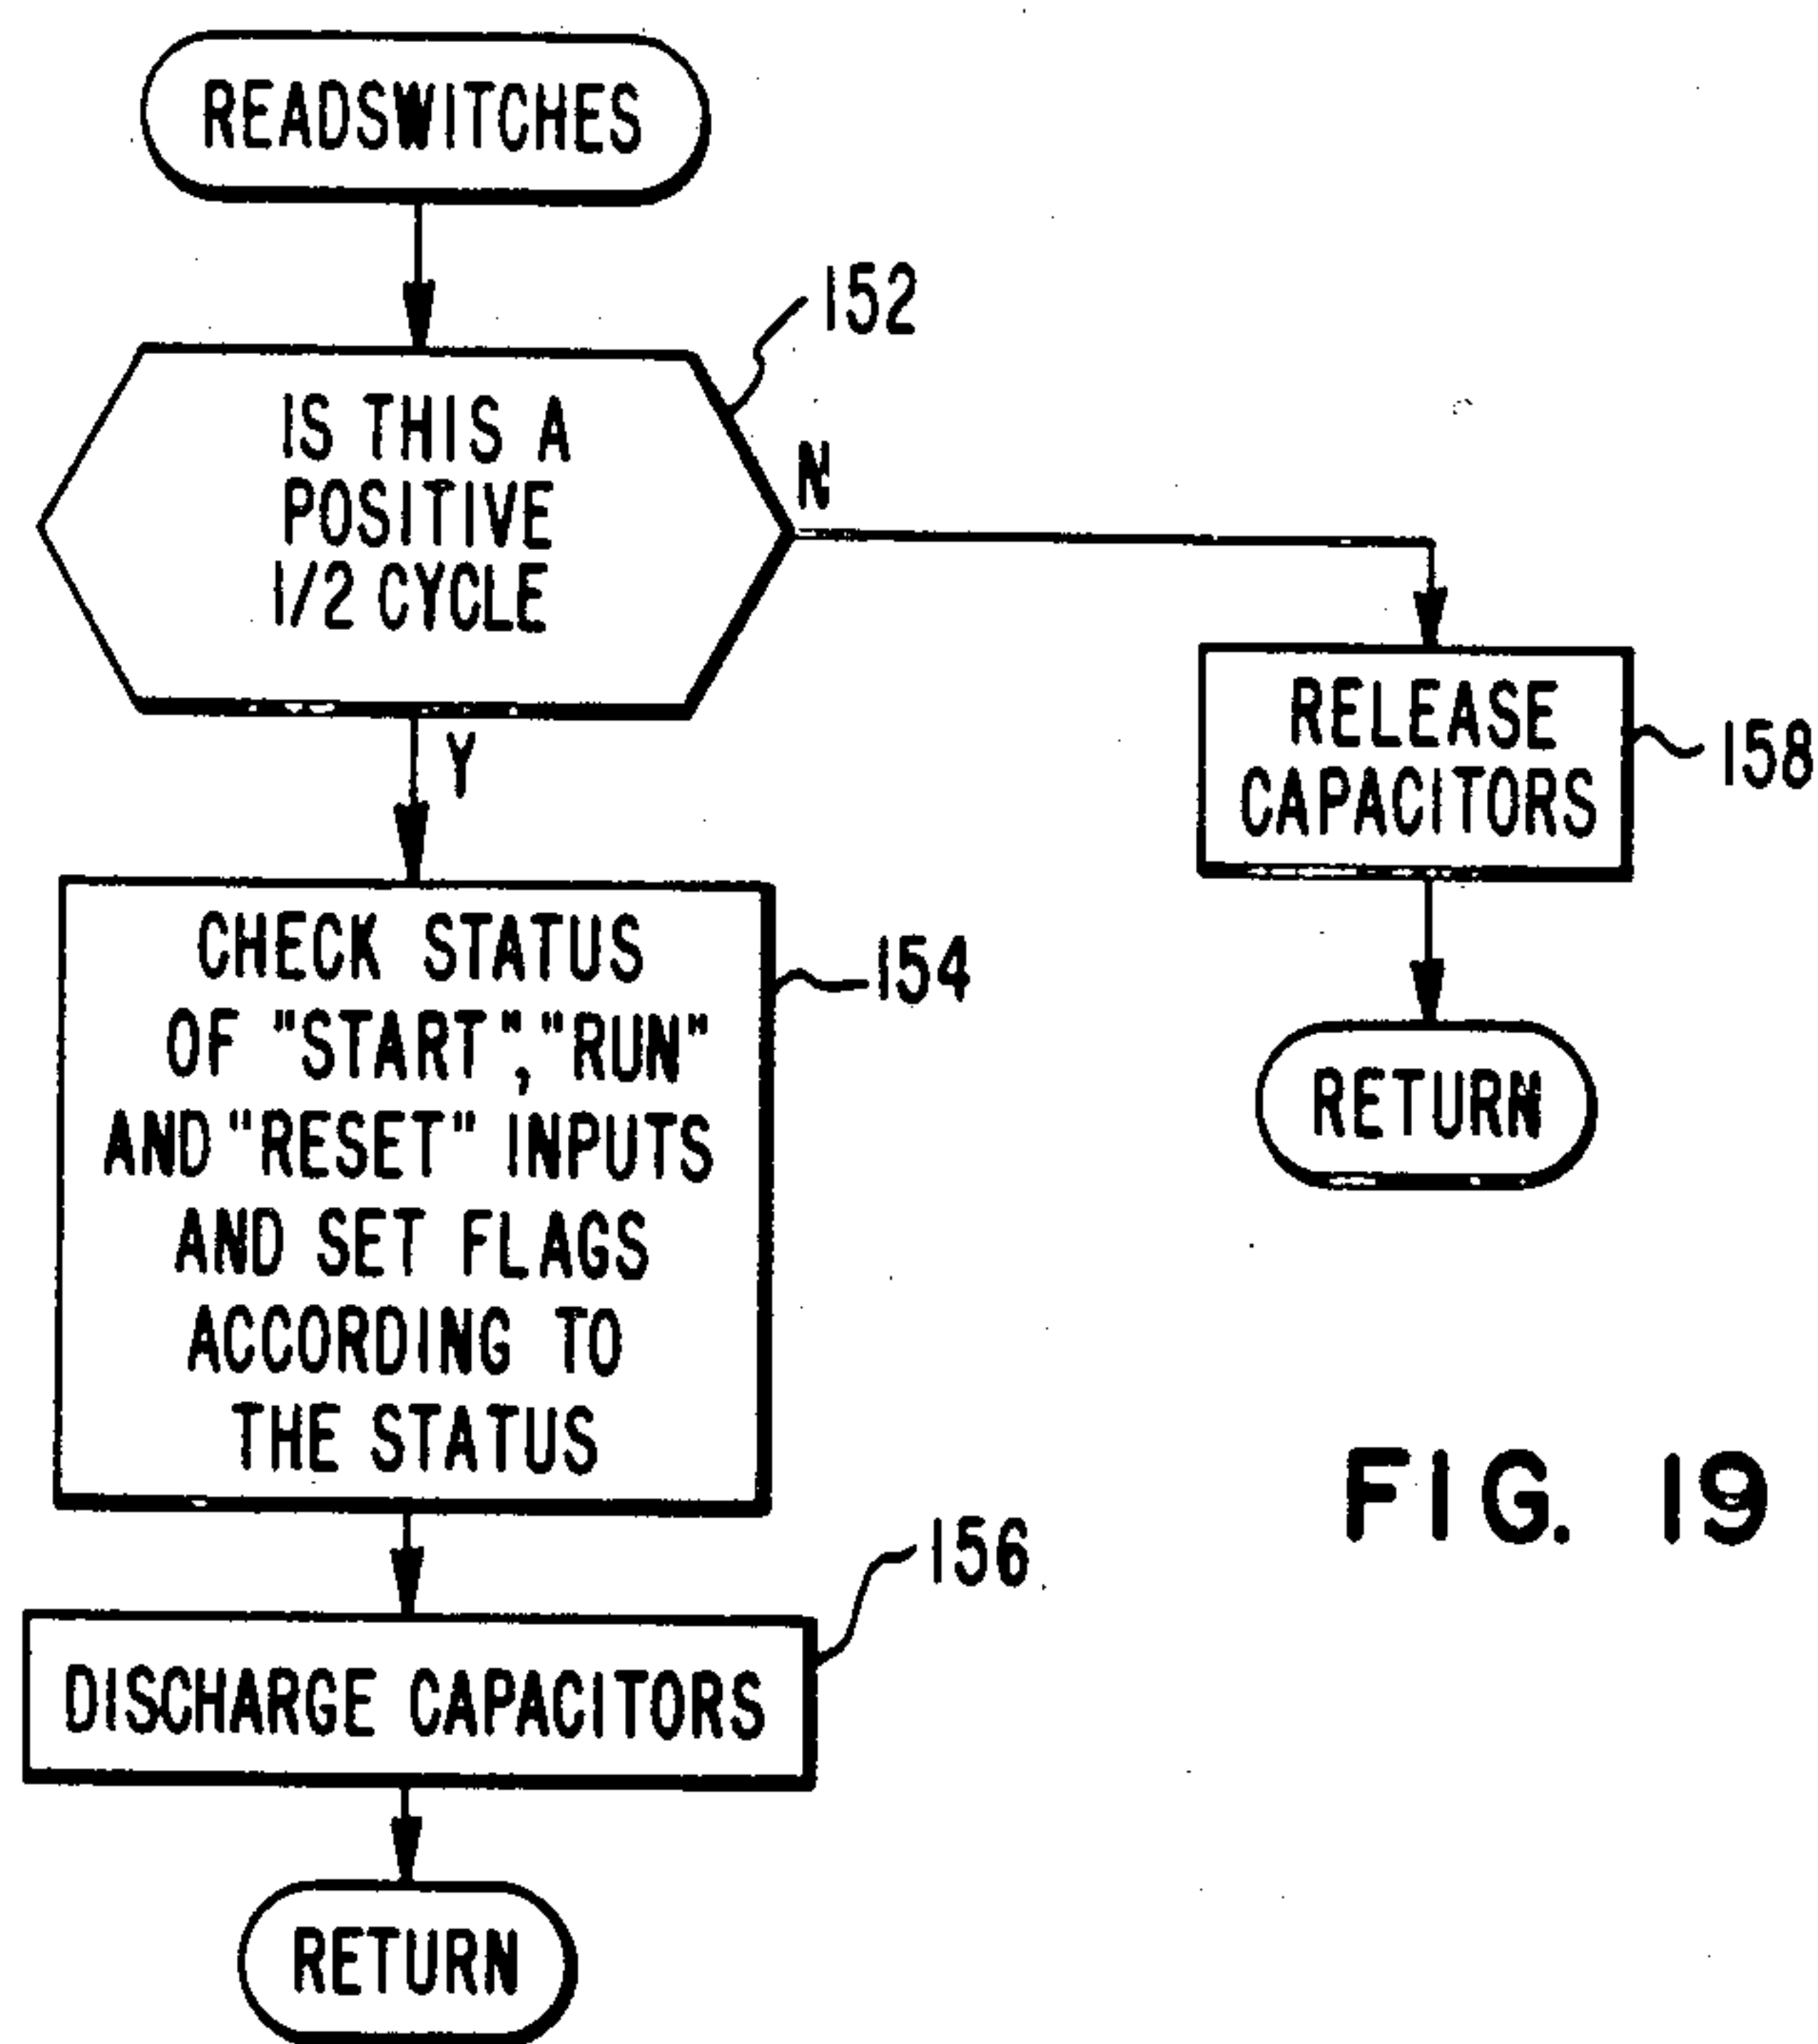 READSWITCHES
152
IS THIS A
POSITIVE
1/2 CYCLE
N
Y
RELEASE
CAPACITORS
158
RETURN
CHECK STATUS
OF "START", "RUN"
AND "RESET" INPUTS
AND SET FLAGS
ACCORDING TO
THE STATUS
154
156
DISCHARGE CAPACITORS
RETURN
FIG. 19